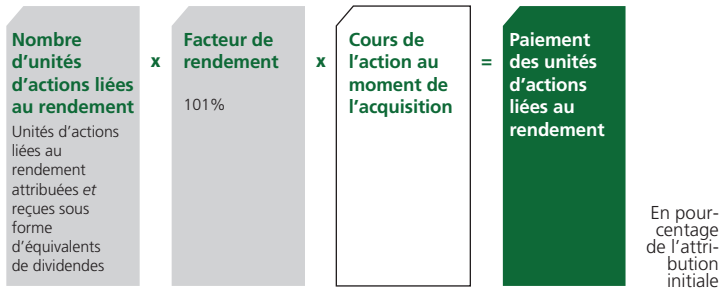 Nombre
d’unités
d’actions liées
au rendement
Unités d’actions
liées au
rendement
attribuées et
reçues sous
forme
d’équivalents
de dividendes
x
Facteur de
rendement
101%
x
Cours de
l’action au
moment de
l’acquisition
=
Paiement
des unités
d’actions
liées au
rendement
En pour-
centage
de l’attri-
bution
initiale